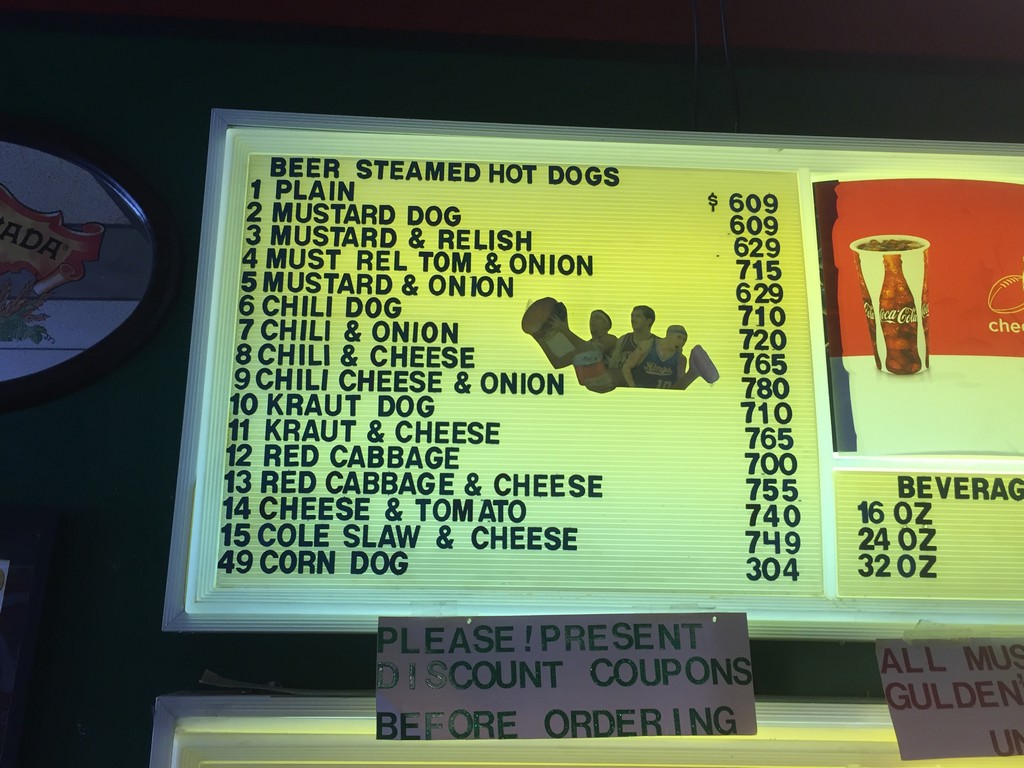 BEER STEAMED HOT DOGS
1 PLAIN $ 609
2 MUSTARD DOG 609
3 MUSTARD & RELISH 629
4 MUST REL TOM & ONION 715
5 MUSTARD & ONION 629
6 CHILI DOG 710
7 CHILI & ONION 720
8 CHILI & CHEESE 765
9 CHILI CHEESE & ONION 780
10 KRAUT DOG 710
11 KRAUT & CHEESE 765
12 RED CABBAGE 700
13 RED CABBAGE & CHEESE 755
14 CHEESE & TOMATO 740
15 COLE SLAW & CHEESE 749
49 CORN DOG 304
PLEASE! PRESENT
DISCOUNT COUPONS
BEFORE ORDERING
ADA
Kings
10
Coca-Cola
chee
BEVERAG
16 OZ
24 OZ
32 OZ
ALL MUS
GULDEN'
UN